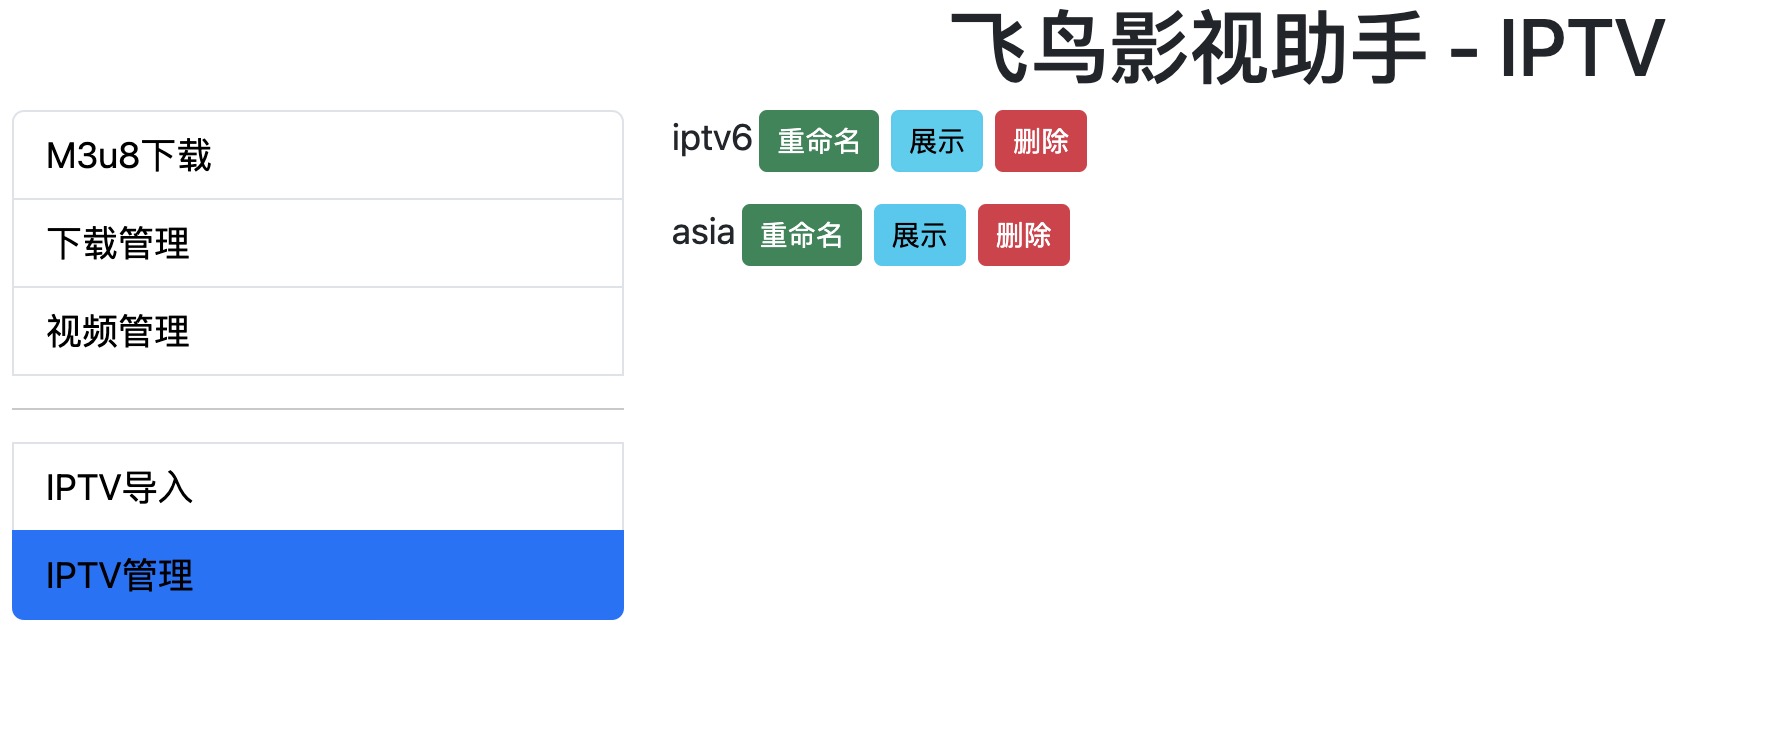 飞鸟影视助手 - IPTV
M3u8下载
下载管理
视频管理
IPTV导入
IPTV管理
iptv6 重命名 展示 删除
asia 重命名 展示 删除